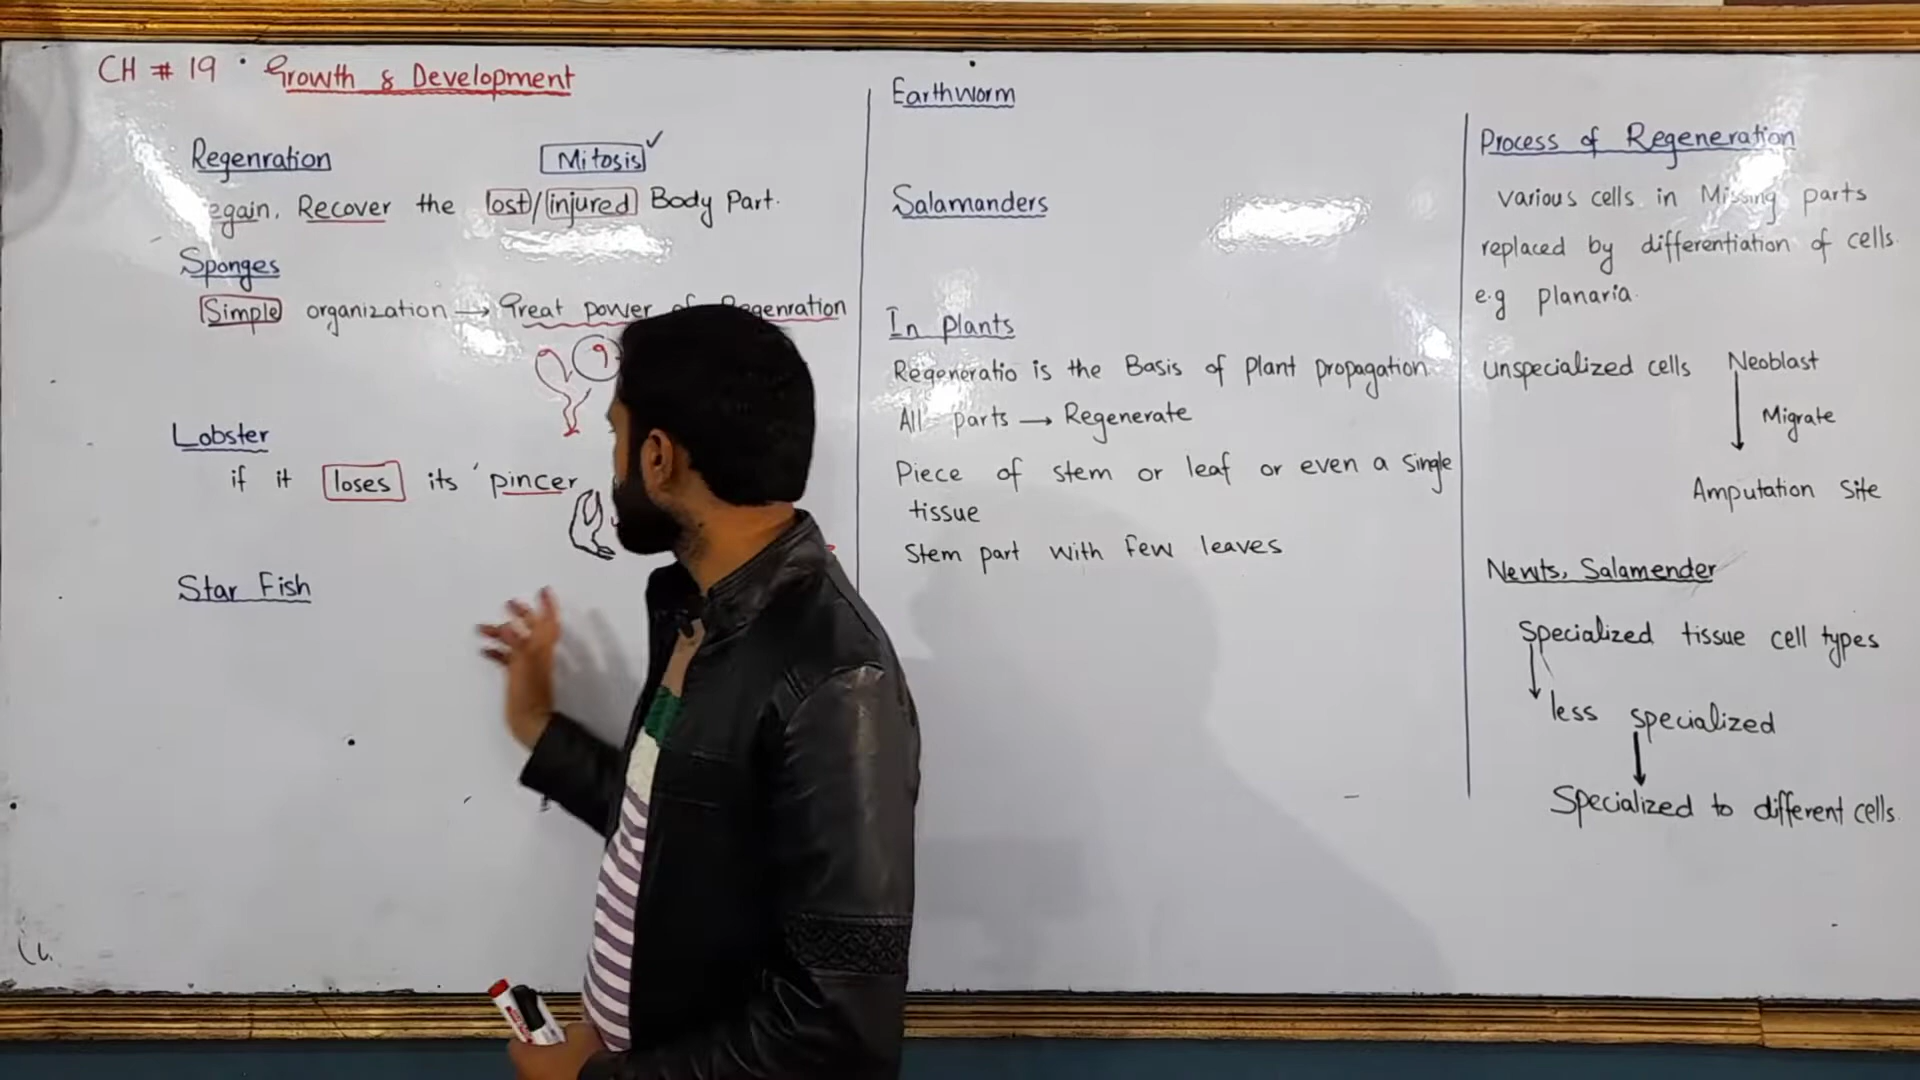 CH # 19 Growth & Development
Regenration Mitosis
egain, Recover the lost/injured Body Part.
Sponges
Simple organization → Great power of Regenration
Lobster
if it loses its pincer
Star Fish
Earthworm
Salamanders
In plants
Regeneratio is the Basis of plant propagation.
All parts → Regenerate
Piece of stem or leaf or even a single
tissue
Stem part with few leaves
Process of Regeneration
various cells in Missing parts
replaced by differentiation of cells.
e.g planaria.
unspecialized cells Neoblast
Migrate
Amputation Site
Newts, Salamender
Specialized tissue cell types
less specialized
Specialized to different cells.